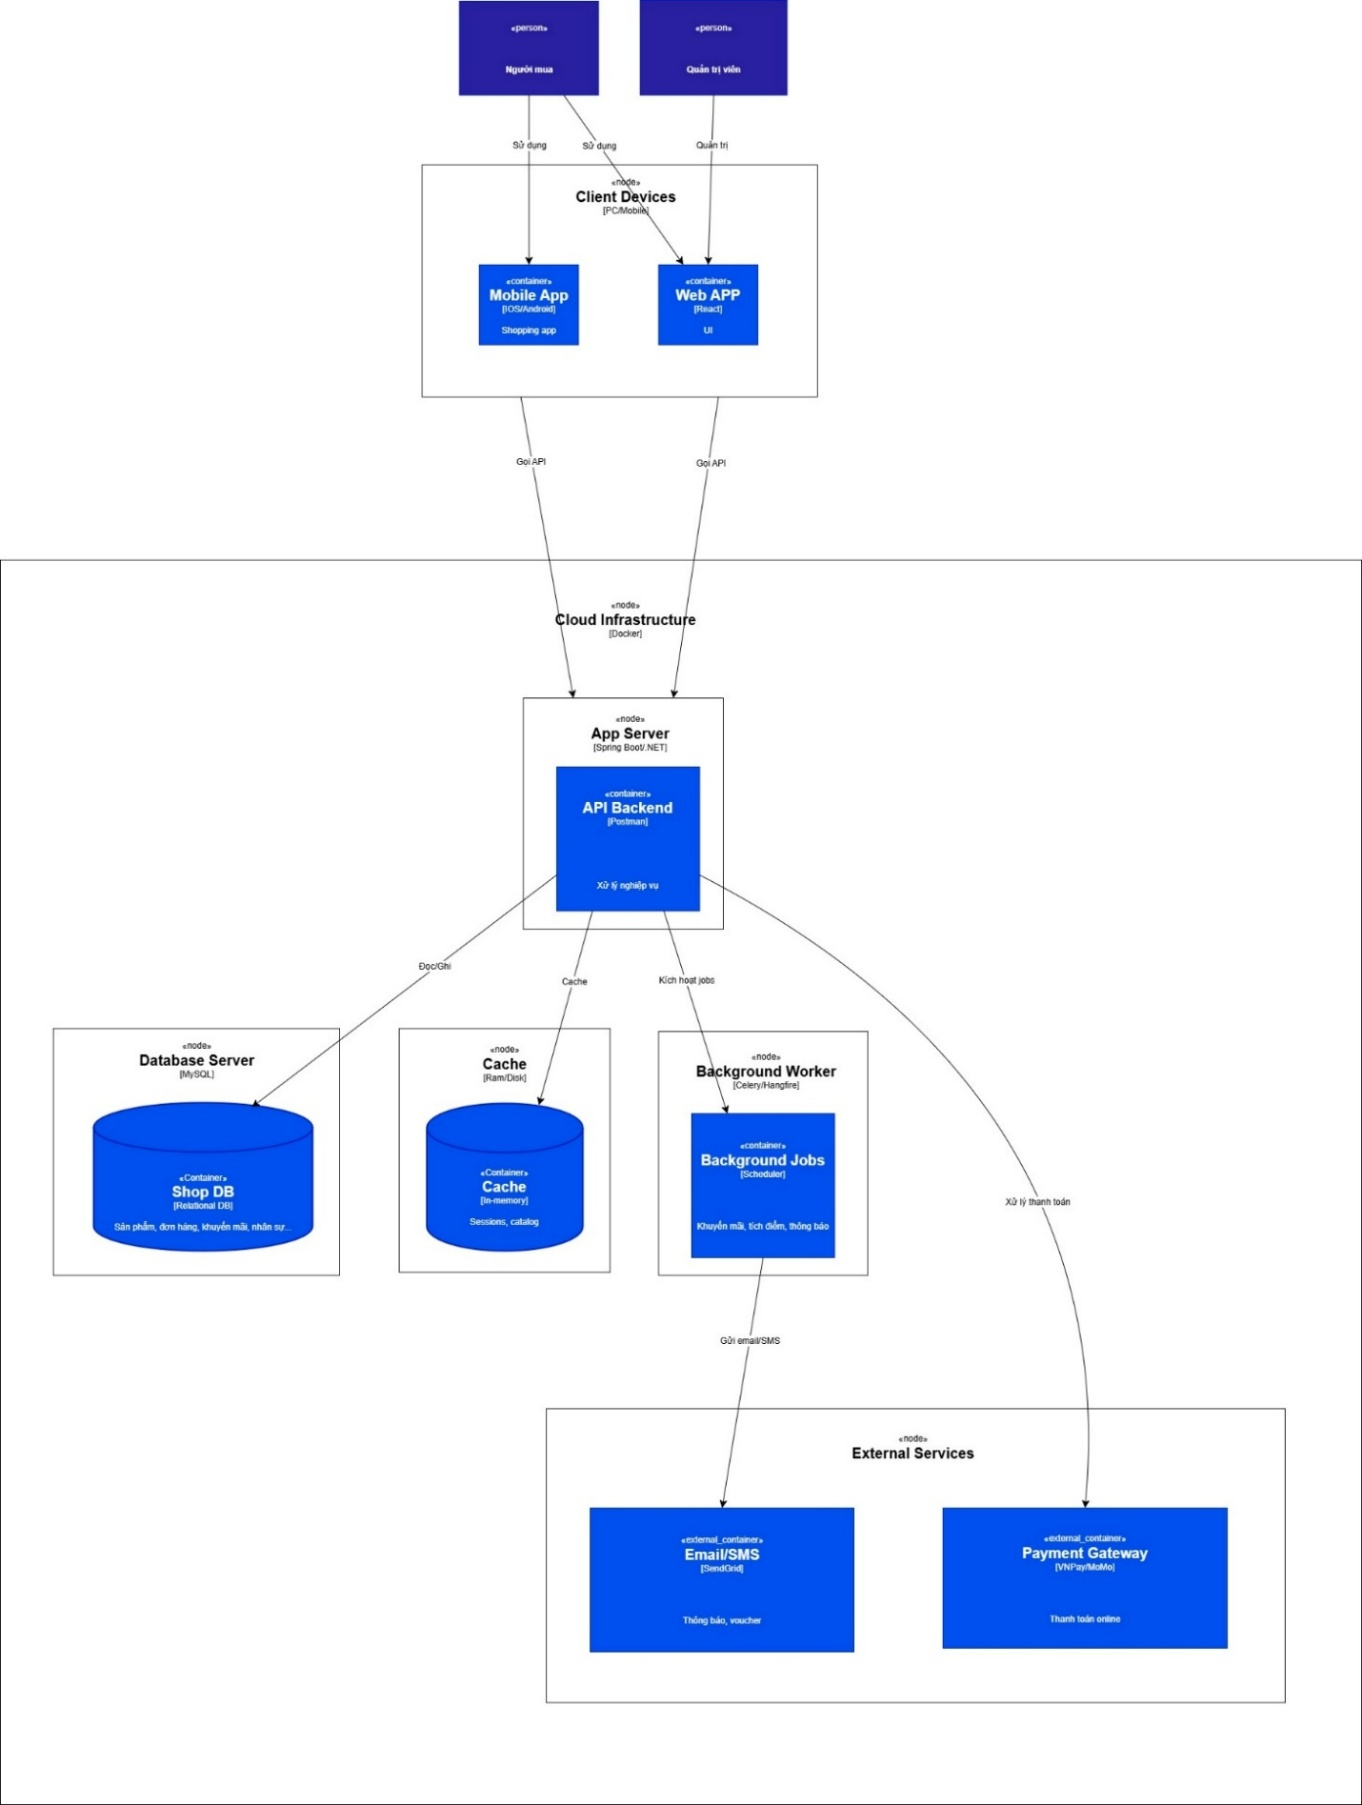 «person»
Người mua
«person»
Quản trị viên
Sử dụng
Sử dụng
Quản trị
«node»
Client Devices
[PC/Mobile]
«container»
Mobile App
[IOS/Android]
Shopping app
«container»
Web APP
[React]
UI
Gọi API
Gọi API
«node»
Cloud Infrastructure
[Docker]
«node»
App Server
[Spring Boot/.NET]
«container»
API Backend
[Postman]
Xử lý nghiệp vụ
Đọc/Ghi
Cache
Kích hoạt jobs
«node»
Database Server
[MySQL]
«Container»
Shop DB
[Relational DB]
Sản phẩm, đơn hàng, khuyến mãi, nhân sự...
«node»
Cache
[Ram/Disk]
«Container»
Cache
[In-memory]
Sessions, catalog
«node»
Background Worker
[Celery/Hangfire]
«container»
Background Jobs
[Scheduler]
Khuyến mãi, tích điểm, thông báo
Xử lý thanh toán
Gửi email/SMS
«node»
External Services
«external_container»
Email/SMS
[SendGrid]
Thông báo, voucher
«external_container»
Payment Gateway
[VNPay/MoMo]
Thanh toán online